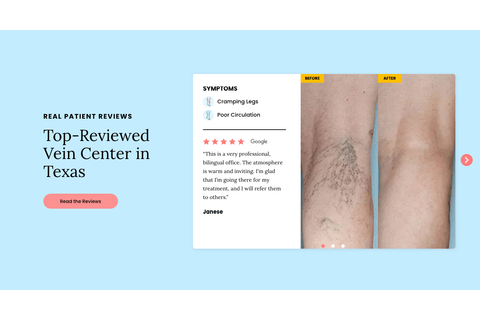 REAL PATIENT REVIEWS
Top-Reviewed
Vein Center in
Texas
Read the Reviews
SYMPTOMS
Cramping Legs
Poor Circulation
Google
"This is a very professional,
bilingual office. The atmosphere
is warm and inviting. I'm glad
that I'm going there for my
treatment, and I will refer them
to others."
Janese
BEFORE
AFTER